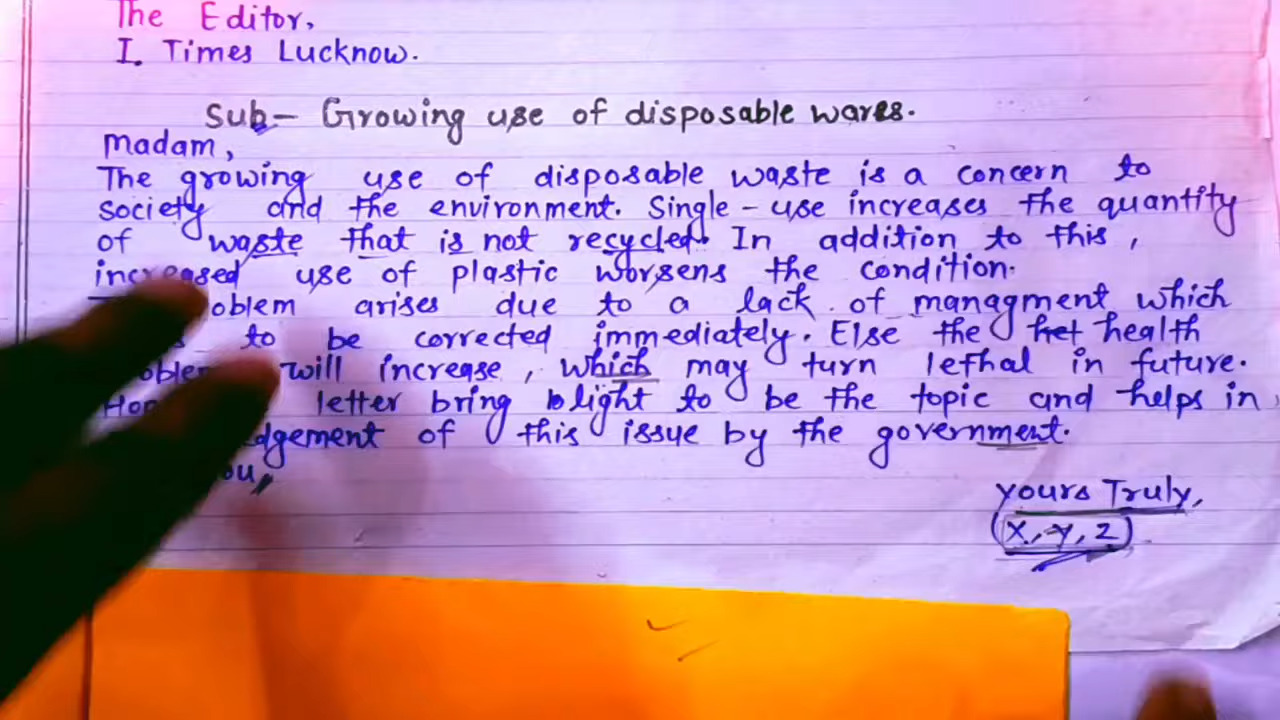 The Editor,
I. Times Lucknow.
Sub- Growing use of disposable wares.
Madam,
The growing use of disposable waste is a concern to
society and the environment. Single-use increases the quantity
of waste that is not recycled. In addition to this,
increased use of plastic worsens the condition.
oblem arises due to a lack of managment which
to be corrected immediately. Else the health
will increase, which may turn lethal in future.
letter bring blight to be the topic and helps in
dgement of this issue by the government.
ou,
Yours Truly,
(X, Y, Z)